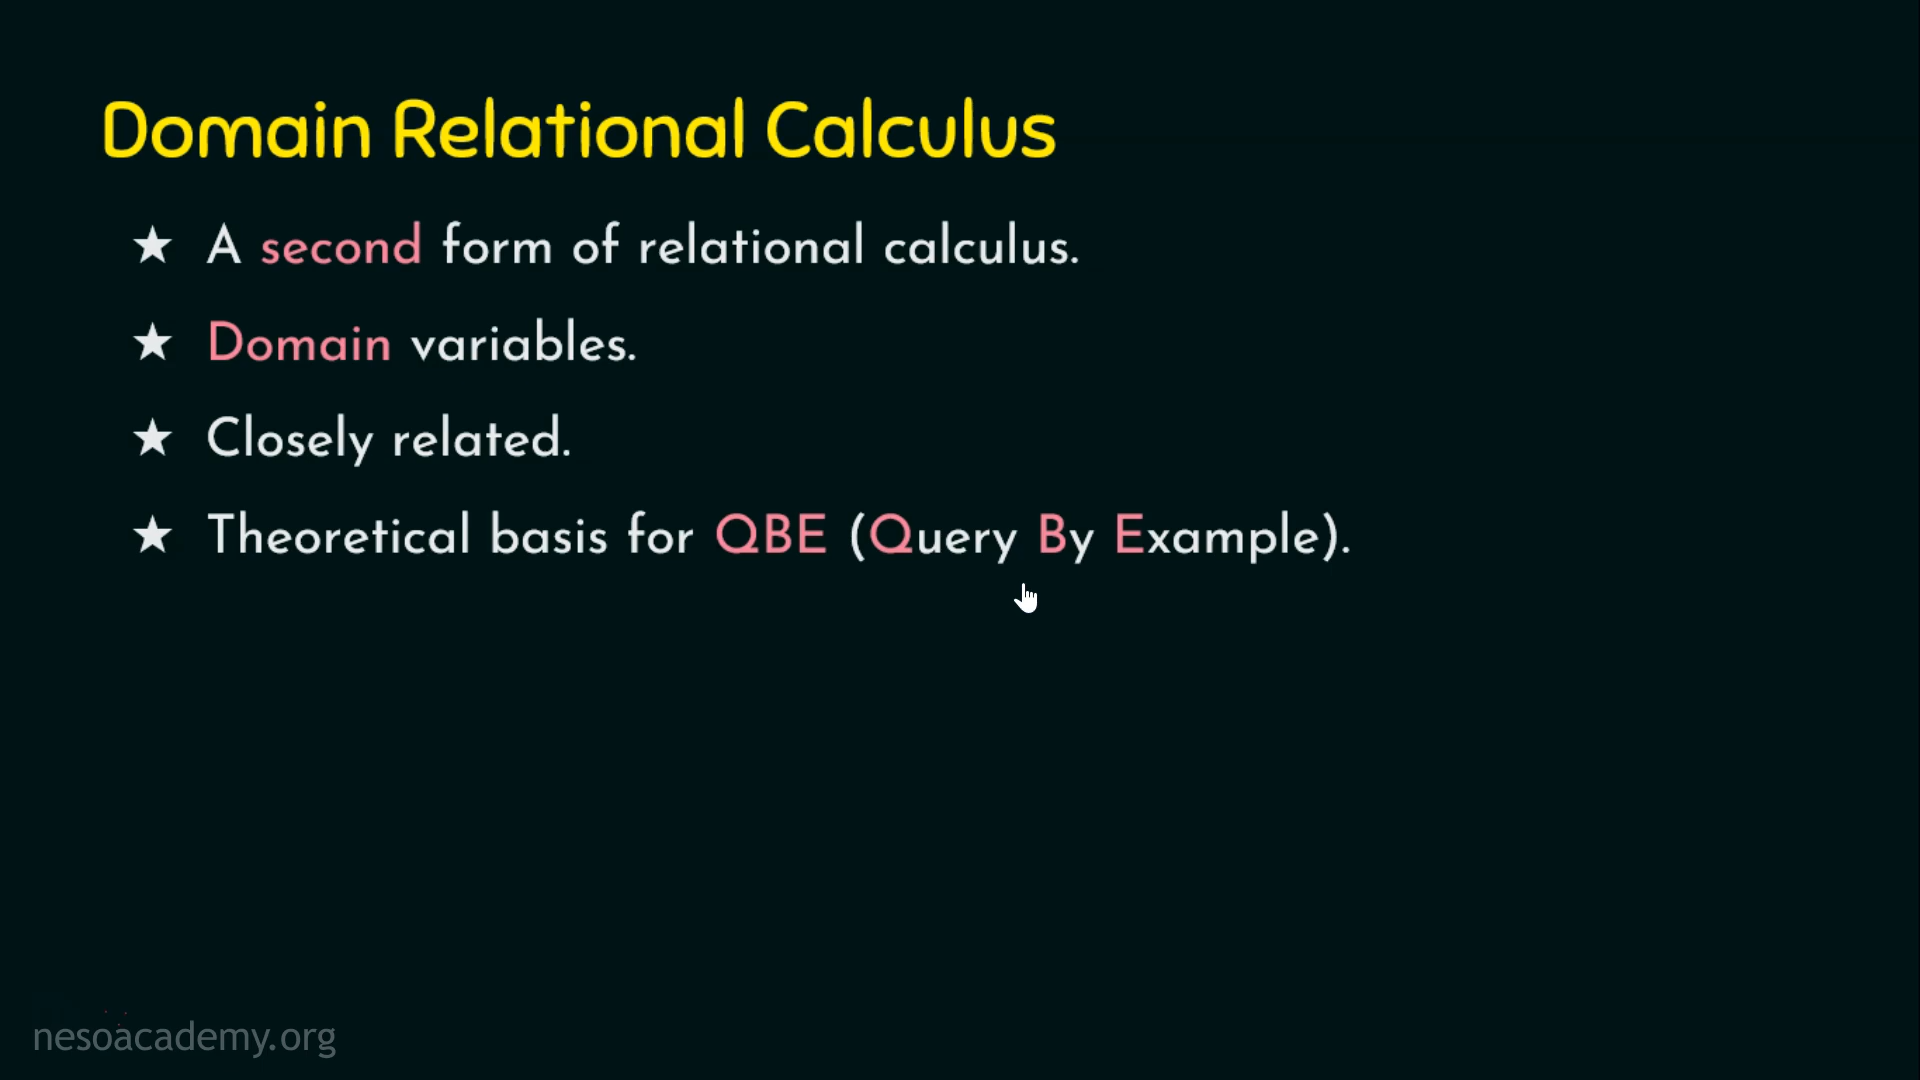 Domain Relational Calculus
★ A second form of relational calculus.
★ Domain variables.
★ Closely related.
★ Theoretical basis for QBE (Query By Example).
nesoacademy.org